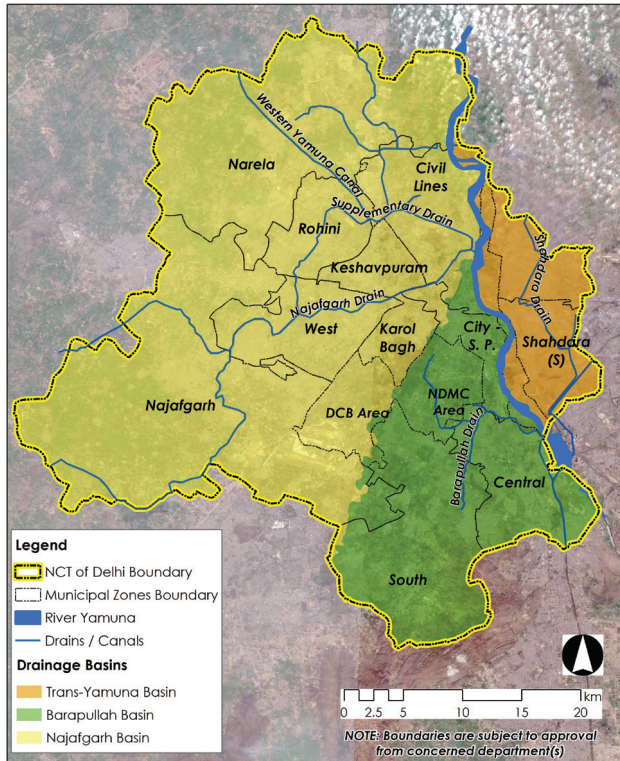 Narela
Western Yamuna Canal
Civil
Lines
Rohini
Supplementary Drain
Keshavpuram
Najafgarh Drain
West
Karol
Bagh
City -
S. P.
Shahdara Drain
Shahdara
(S)
Najafgarh
DCB Area
NDMC
Area
Barapullah Drain
Central
South
Legend
NCT of Delhi Boundary
Municipal Zones Boundary
River Yamuna
Drains / Canals
Drainage Basins
Trans-Yamuna Basin
Barapullah Basin
Najafgarh Basin
km
0 2.5 5 10 15 20
NOTE: Boundaries are subject to approval
from concerned department(s)